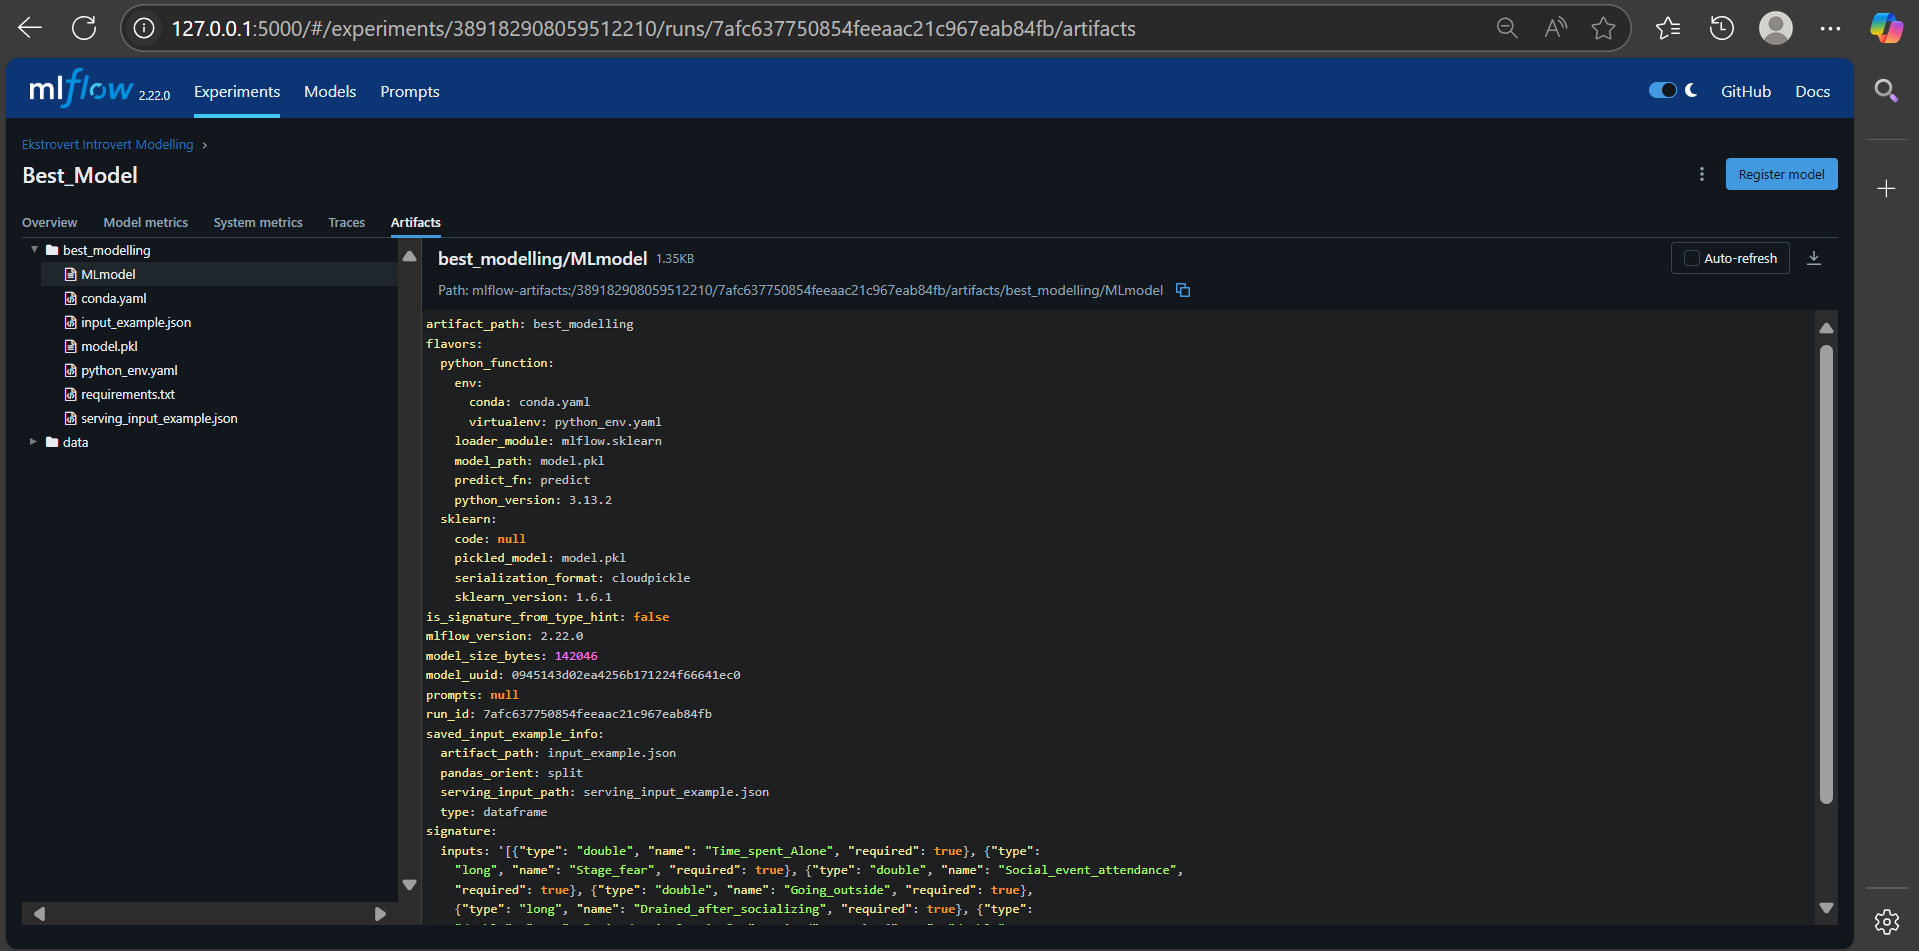 127.0.0.1:5000/#/experiments/389182908059512210/runs/7afc637750854feeaac21c967eab84fb/artifacts
mlflow 2.22.0 Experiments Models Prompts GitHub Docs
Ekstrovert Introvert Modelling
Best_Model
Register model
Overview Model metrics System metrics Traces Artifacts
best_modelling
MLmodel
conda.yaml
input_example.json
model.pkl
python_env.yaml
requirements.txt
serving_input_example.json
data
best_modelling/MLmodel 1.35KB
Auto-refresh
Path: mlflow-artifacts:/389182908059512210/7afc637750854feeaac21c967eab84fb/artifacts/best_modelling/MLmodel
artifact_path: best_modelling
flavors:
python_function:
env:
conda: conda.yaml
virtualenv: python_env.yaml
loader_module: mlflow.sklearn
model_path: model.pkl
predict_fn: predict
python_version: 3.13.2
sklearn:
code: null
pickled_model: model.pkl
serialization_format: cloudpickle
sklearn_version: 1.6.1
is_signature_from_type_hint: false
mlflow_version: 2.22.0
model_size_bytes: 142046
model_uuid: 0945143d02ea4256b171224f66641ec0
prompts: null
run_id: 7afc637750854feeaac21c967eab84fb
saved_input_example_info:
artifact_path: input_example.json
pandas_orient: split
serving_input_path: serving_input_example.json
type: dataframe
signature:
inputs: '[{"type": "double", "name": "Time_spent_Alone", "required": true}, {"type":
"long", "name": "Stage_fear", "required": true}, {"type": "double", "name": "Social_event_attendance",
"required": true}, {"type": "double", "name": "Going_outside", "required": true},
{"type": "long", "name": "Drained_after_socializing", "required": true}, {"type":